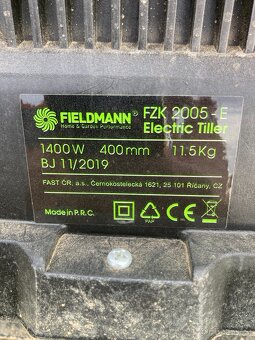 FIELDMANN
Home & Garden Performance
FZK 2005-E
Electric Tiller
1400W 400mm 11.5Kg
BJ 11/2019
FAST ČR, a.s., Černokostelecká 1621, 25 101 Říčany, CZ
Made in P.R.C.
PAP